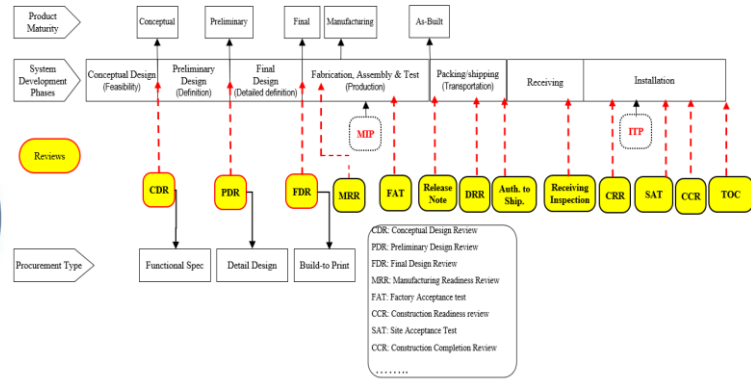 Product
Maturity
Conceptual
Preliminary
Final
Manufacturing
As-Built
System
Development
Phases
Conceptual Design
(Feasibility)
Preliminary
Design
(Definition)
Final
Design
(Detailed definition)
Fabrication, Assembly & Test
(Production)
Packing/shipping
(Transportation)
Receiving
Installation
MIP
ITP
Reviews
CDR
PDR
FDR
MRR
FAT
Release
Note
DRR
Auth. to
Ship.
Receiving
Inspection
CRR
SAT
CCR
TOC
Procurement Type
Functional Spec
Detail Design
Build-to Print
CDR: Conceptual Design Review
PDR: Preliminary Design Review
FDR: Final Design Review
MRR: Manufacturing Readiness Review
FAT: Factory Acceptance test
CCR: Construction Readiness review
SAT: Site Acceptance Test
CCR: Construction Completion Review
........